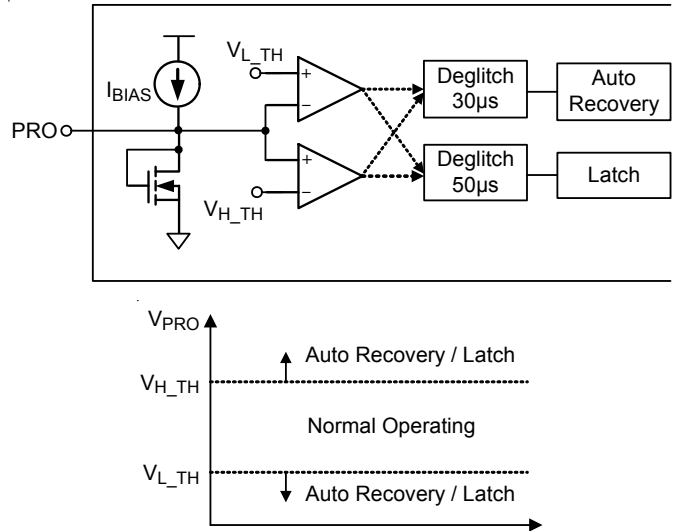 V_L_TH
I_BIAS
PRO
V_H_TH
+
−
+
−
Deglitch
30µs
Auto
Recovery
Deglitch
50µs
Latch
V_PRO
Auto Recovery / Latch
V_H_TH
Normal Operating
V_L_TH
Auto Recovery / Latch